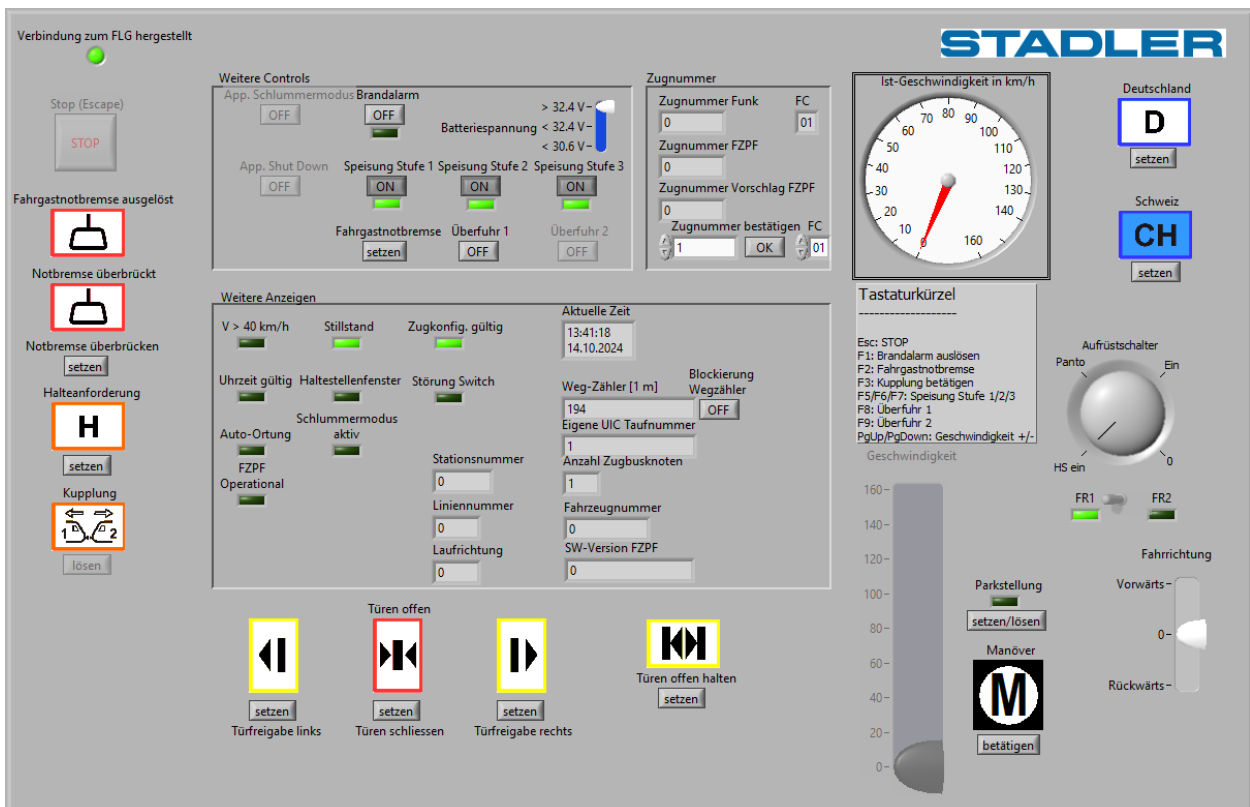 Verbindung zum FLG hergestellt
STADLER
Stop (Escape)
STOP
Fahrgastnotbremse ausgelöst
Notbremse überbrückt
Notbremse überbrücken
setzen
Halteanforderung
H
setzen
Kupplung
1 2
lösen
Weitere Controls
App. Schlummermodus
OFF
Brandalarm
OFF
Batteriespannung
> 32.4 V
< 32.4 V
< 30.6 V
App. Shut Down
OFF
Speisung Stufe 1
ON
Speisung Stufe 2
ON
Speisung Stufe 3
ON
Fahrgastnotbremse
setzen
Überfuhr 1
OFF
Überfuhr 2
OFF
Zugnummer
Zugnummer Funk
0
FC
01
Zugnummer FZPF
0
Zugnummer Vorschlag FZPF
0
Zugnummer bestätigen
1
OK
FC
01
Ist-Geschwindigkeit in km/h
0
10
20
30
40
50
60
70
80
90
100
110
120
130
140
160
Deutschland
D
setzen
Schweiz
CH
setzen
Weitere Anzeigen
V > 40 km/h
Stillstand
Zugkonfig. gültig
Aktuelle Zeit
13:41:18
14.10.2024
Uhrzeit gültig
Haltestellenfenster
Störung Switch
Weg-Zähler [1 m]
194
Blockierung
Wegzähler
OFF
Auto-Ortung
Schlummermodus
aktiv
Eigene UIC Taufnummer
1
FZPF
Operational
Stationsnummer
0
Anzahl Zugbusknoten
1
Liniennummer
0
Fahrzeugnummer
0
Laufrichtung
0
SW-Version FZPF
0
Tastaturkürzel
-------------------
Esc: STOP
F1: Brandalarm auslösen
F2: Fahrgastnotbremse
F3: Kupplung betätigen
F5/F6/F7: Speisung Stufe 1/2/3
F8: Überfuhr 1
F9: Überfuhr 2
PgUp/PgDown: Geschwindigkeit +/-
Aufrüstschalter
Panto
Ein
HS ein
0
FR1
FR2
Geschwindigkeit
160
140
120
100
80
60
40
20
0
Parkstellung
setzen/lösen
Manöver
M
betätigen
Fahrrichtung
Vorwärts
0
Rückwärts
Türen offen
setzen
Türfreigabe links
setzen
Türen schliessen
setzen
Türfreigabe rechts
Türen offen halten
setzen